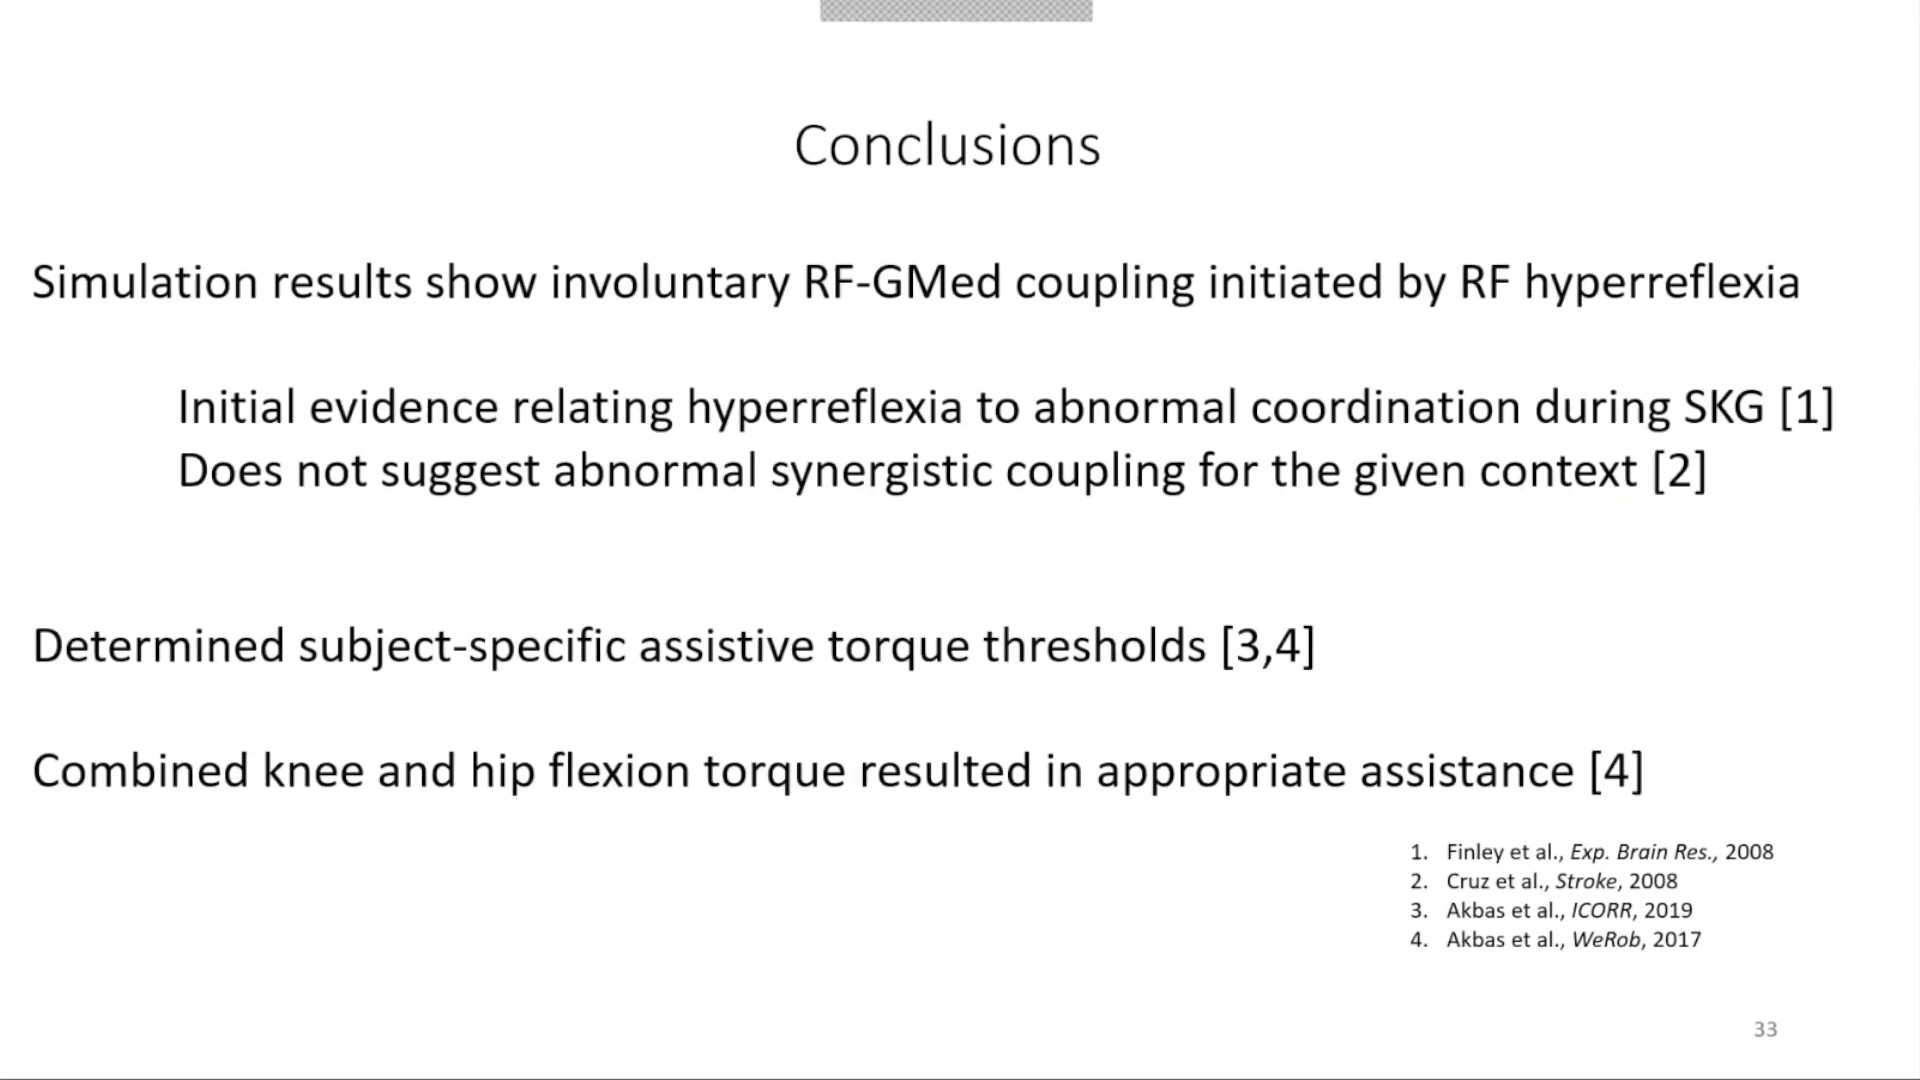 Conclusions
Simulation results show involuntary RF-GMed coupling initiated by RF hyperreflexia
Initial evidence relating hyperreflexia to abnormal coordination during SKG [1]
Does not suggest abnormal synergistic coupling for the given context [2]
Determined subject-specific assistive torque thresholds [3,4]
Combined knee and hip flexion torque resulted in appropriate assistance [4]
1. Finley et al., Exp. Brain Res., 2008
2. Cruz et al., Stroke, 2008
3. Akbas et al., ICORR, 2019
4. Akbas et al., WeRob, 2017
33